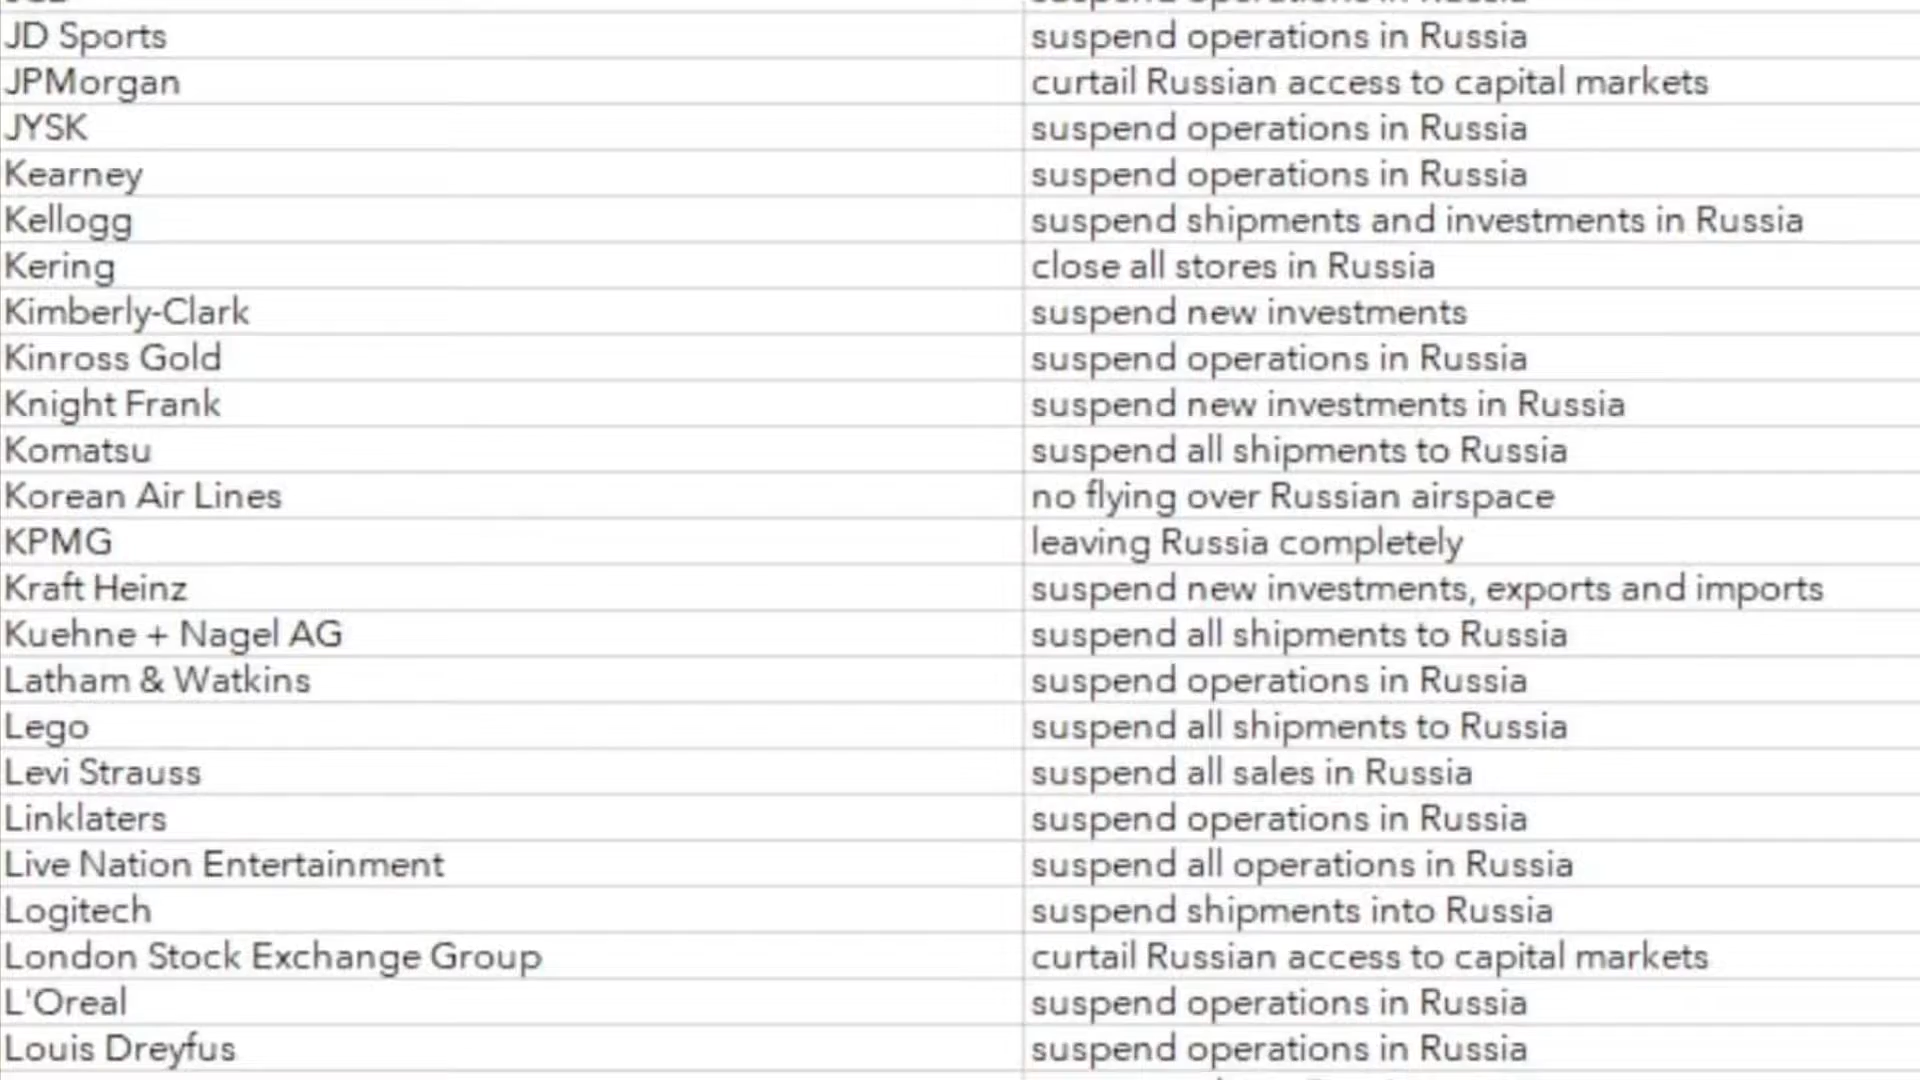 suspend operations in Russia
JD Sports suspend operations in Russia
JPMorgan curtail Russian access to capital markets
JYSK suspend operations in Russia
Kearney suspend operations in Russia
Kellogg suspend shipments and investments in Russia
Kering close all stores in Russia
Kimberly-Clark suspend new investments
Kinross Gold suspend operations in Russia
Knight Frank suspend new investments in Russia
Komatsu suspend all shipments to Russia
Korean Air Lines no flying over Russian airspace
KPMG leaving Russia completely
Kraft Heinz suspend new investments, exports and imports
Kuehne + Nagel AG suspend all shipments to Russia
Latham & Watkins suspend operations in Russia
Lego suspend all shipments to Russia
Levi Strauss suspend all sales in Russia
Linklaters suspend operations in Russia
Live Nation Entertainment suspend all operations in Russia
Logitech suspend shipments into Russia
London Stock Exchange Group curtail Russian access to capital markets
L'Oreal suspend operations in Russia
Louis Dreyfus suspend operations in Russia